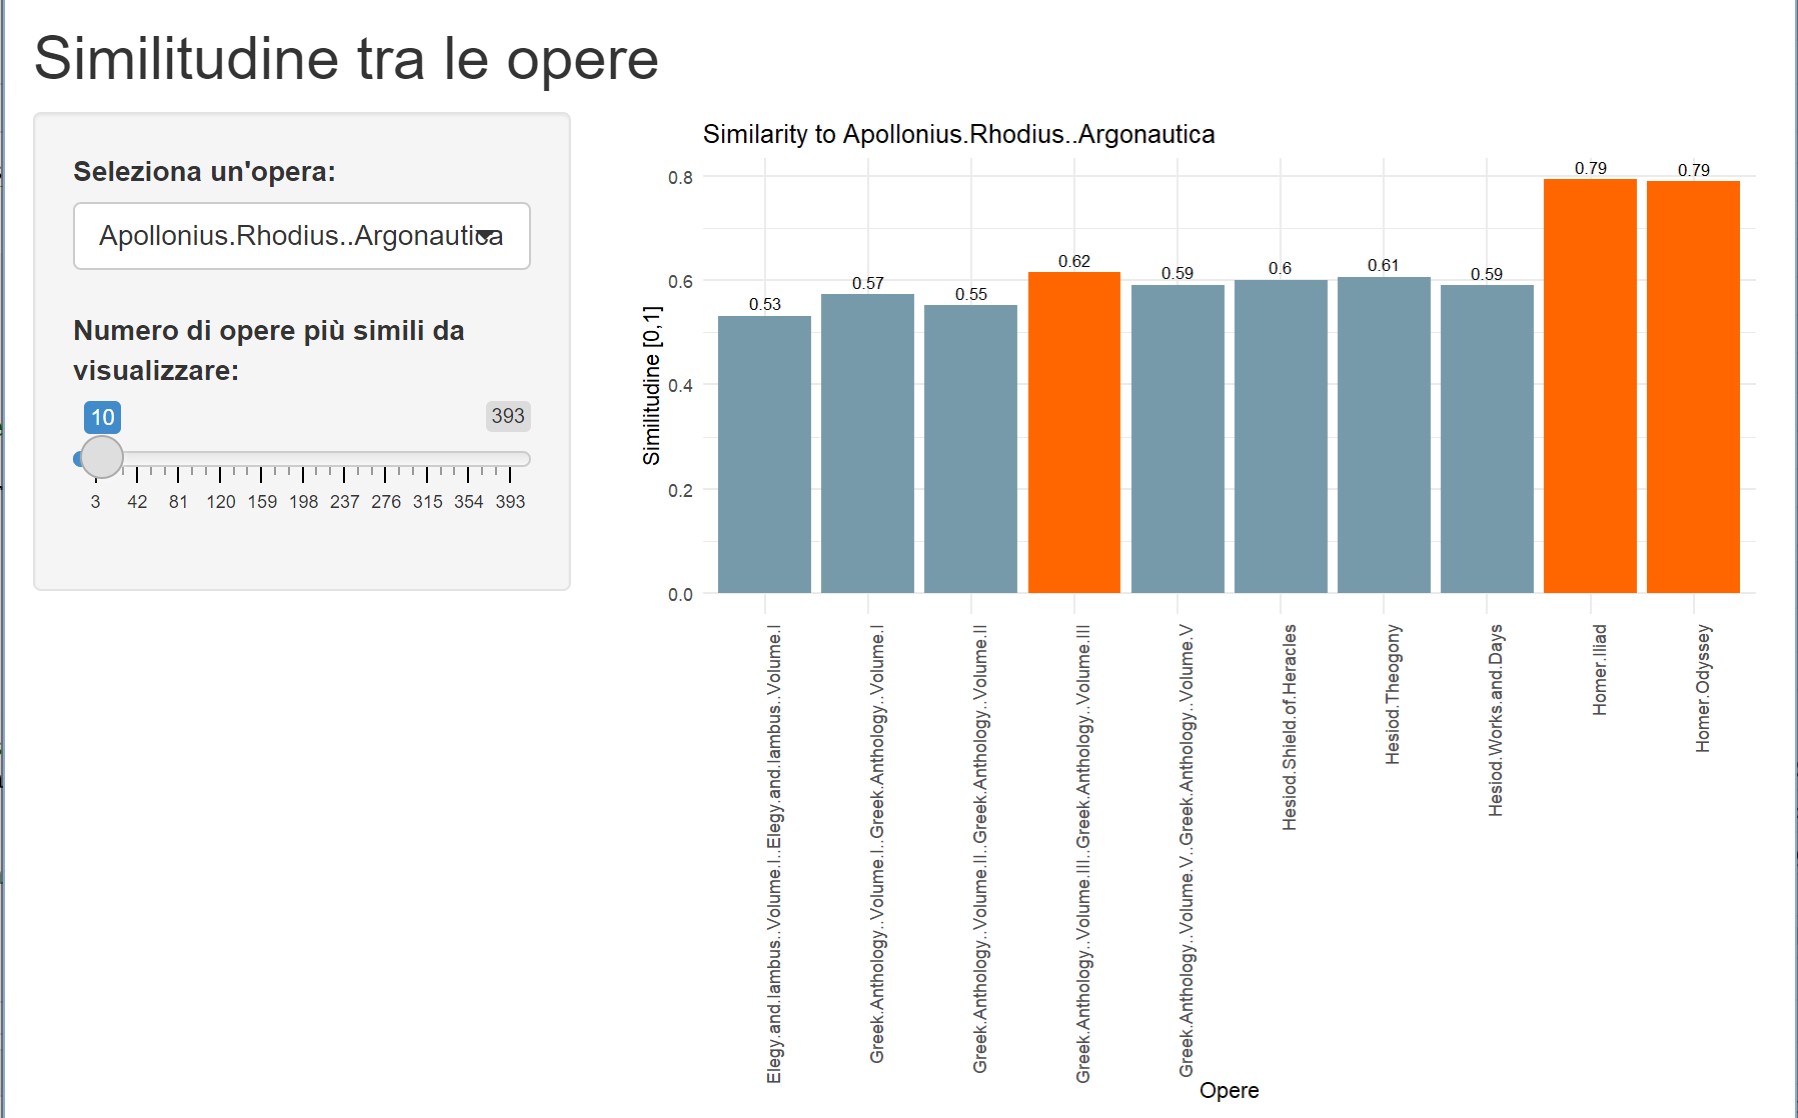 Similitudine tra le opere
Seleziona un'opera:
Apollonius.Rhodius..Argonautica
Numero di opere più simili da
visualizzare:
10
393
3 42 81 120 159 198 237 276 315 354 393
Similarity to Apollonius.Rhodius..Argonautica
Similitudine [0,1]
0.8
0.6
0.4
0.2
0.0
0.53
0.57
0.55
0.62
0.59
0.6
0.61
0.59
0.79
0.79
Elegy.and.Iambus..Volume.I..Elegy.and.Iambus..Volume.I
Greek.Anthology..Volume.I..Greek.Anthology..Volume.I
Greek.Anthology..Volume.II..Greek.Anthology..Volume.II
Greek.Anthology..Volume.III..Greek.Anthology..Volume.III
Greek.Anthology..Volume.V..Greek.Anthology..Volume.V
Hesiod.Shield.of.Heracles
Hesiod.Theogony
Hesiod.Works.and.Days
Homer.Iliad
Homer.Odyssey
Opere